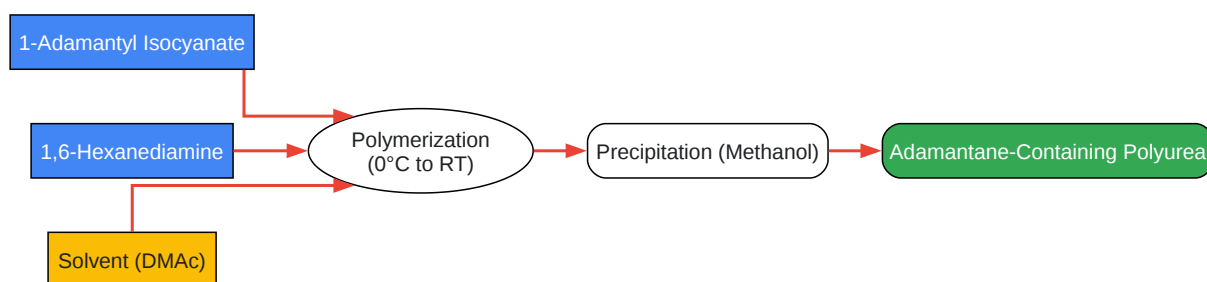 1-Adamantyl Isocyanate
1,6-Hexanediamine
Solvent (DMAc)
Polymerization
(0°C to RT)
Precipitation (Methanol)
Adamantane-Containing Polyurea